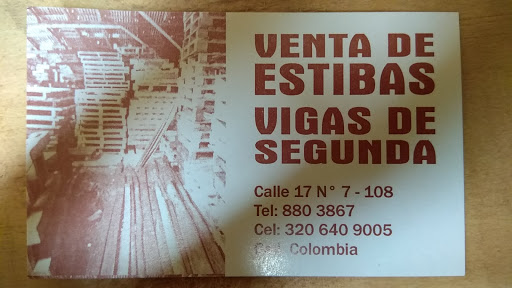 VENTA DE
ESTIBAS
VIGAS DE
SEGUNDA
Calle 17 N° 7 - 108
Tel: 880 3867
Cel: 320 640 9005
Colombia